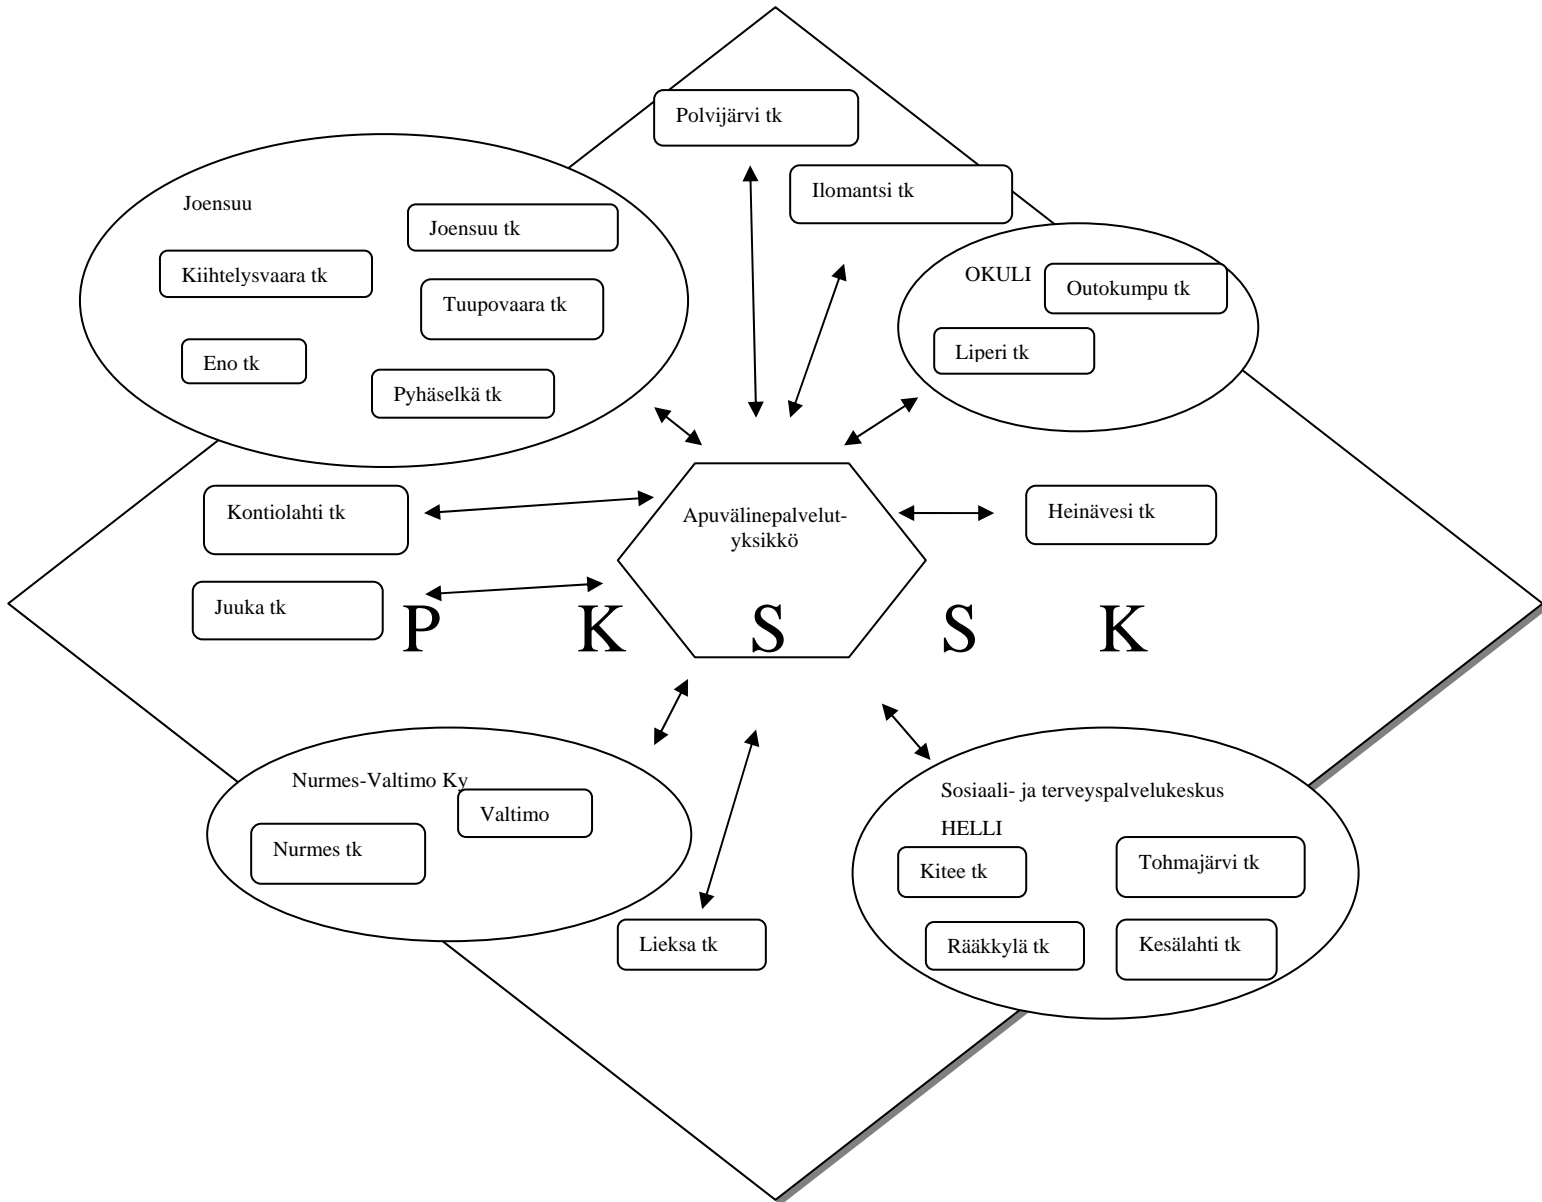 Polvijärvi tk
Ilomantsi tk
Joensuu
Joensuu tk
Kiihtelysvaara tk
Tuupovaara tk
Eno tk
Pyhäselkä tk
OKULI
Outokumpu tk
Liperi tk
Kontiolahti tk
Apuvälinepalvelut-
yksikkö
Heinävesi tk
Juuka tk
P K S S K
Nurmes-Valtimo Ky
Valtimo
Nurmes tk
Lieksa tk
Sosiaali- ja terveyspalvelukeskus
HELLI
Kitee tk
Tohmajärvi tk
Rääkkylä tk
Kesälahti tk